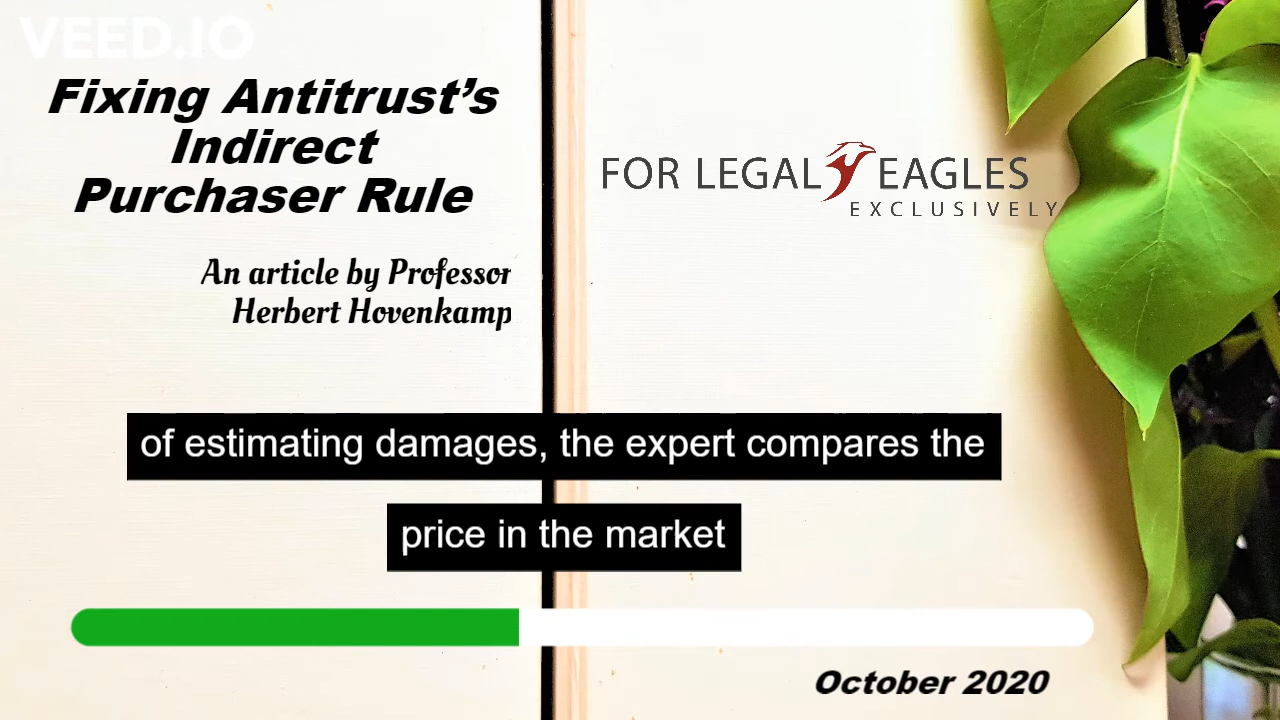 VEED.IO
Fixing Antitrust’s
Indirect
Purchaser Rule
FOR LEGAL EAGLES
EXCLUSIVELY
An article by Professor
Herbert Hovenkamp
of estimating damages, the expert compares the
price in the market
October 2020